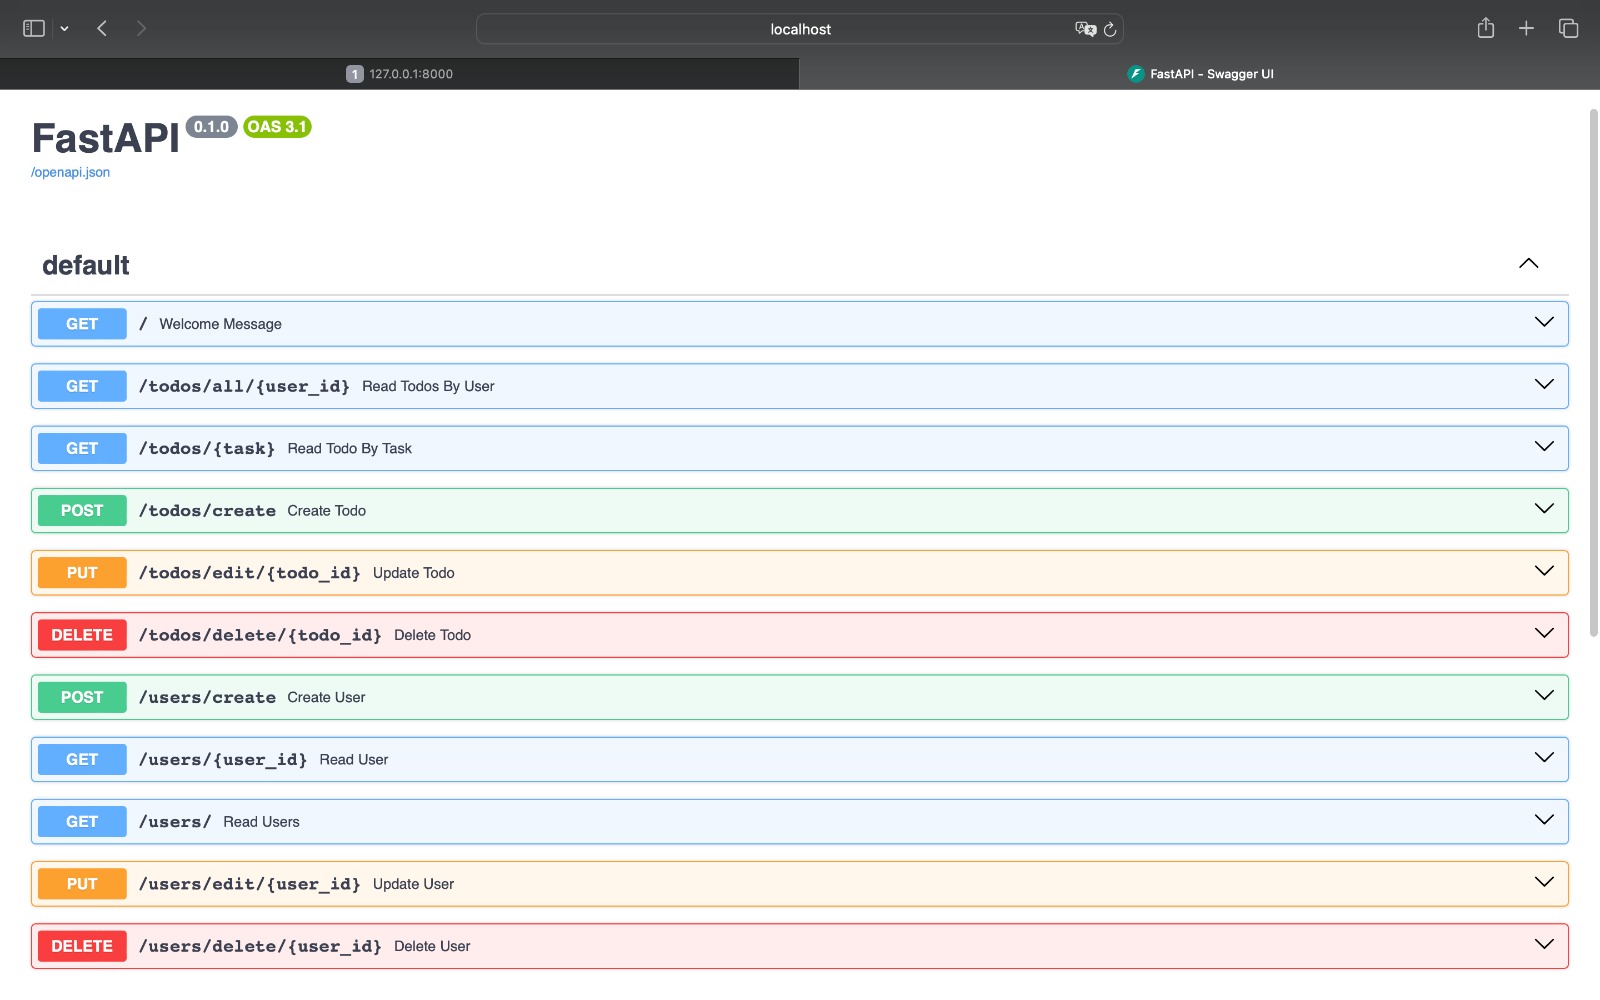 localhost
1 127.0.0.1:8000
FastAPI - Swagger UI
FastAPI 0.1.0 OAS 3.1
/openapi.json
default
GET / Welcome Message
GET /todos/all/{user_id} Read Todos By User
GET /todos/{task} Read Todo By Task
POST /todos/create Create Todo
PUT /todos/edit/{todo_id} Update Todo
DELETE /todos/delete/{todo_id} Delete Todo
POST /users/create Create User
GET /users/{user_id} Read User
GET /users/ Read Users
PUT /users/edit/{user_id} Update User
DELETE /users/delete/{user_id} Delete User